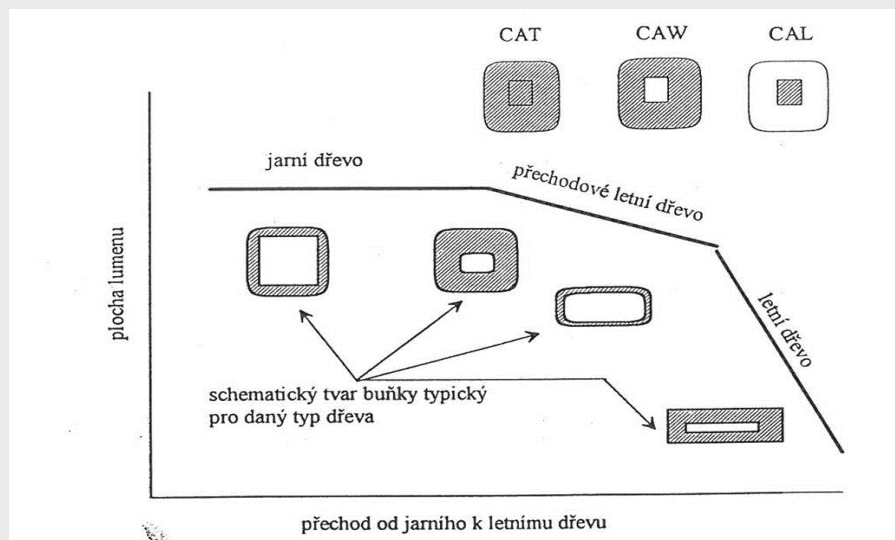 CAT
CAW
CAL
jarní dřevo
přechodové letní dřevo
letní dřevo
plocha lumenu
schematický tvar buňky typický
pro daný typ dřeva
přechod od jarního k letnímu dřevu